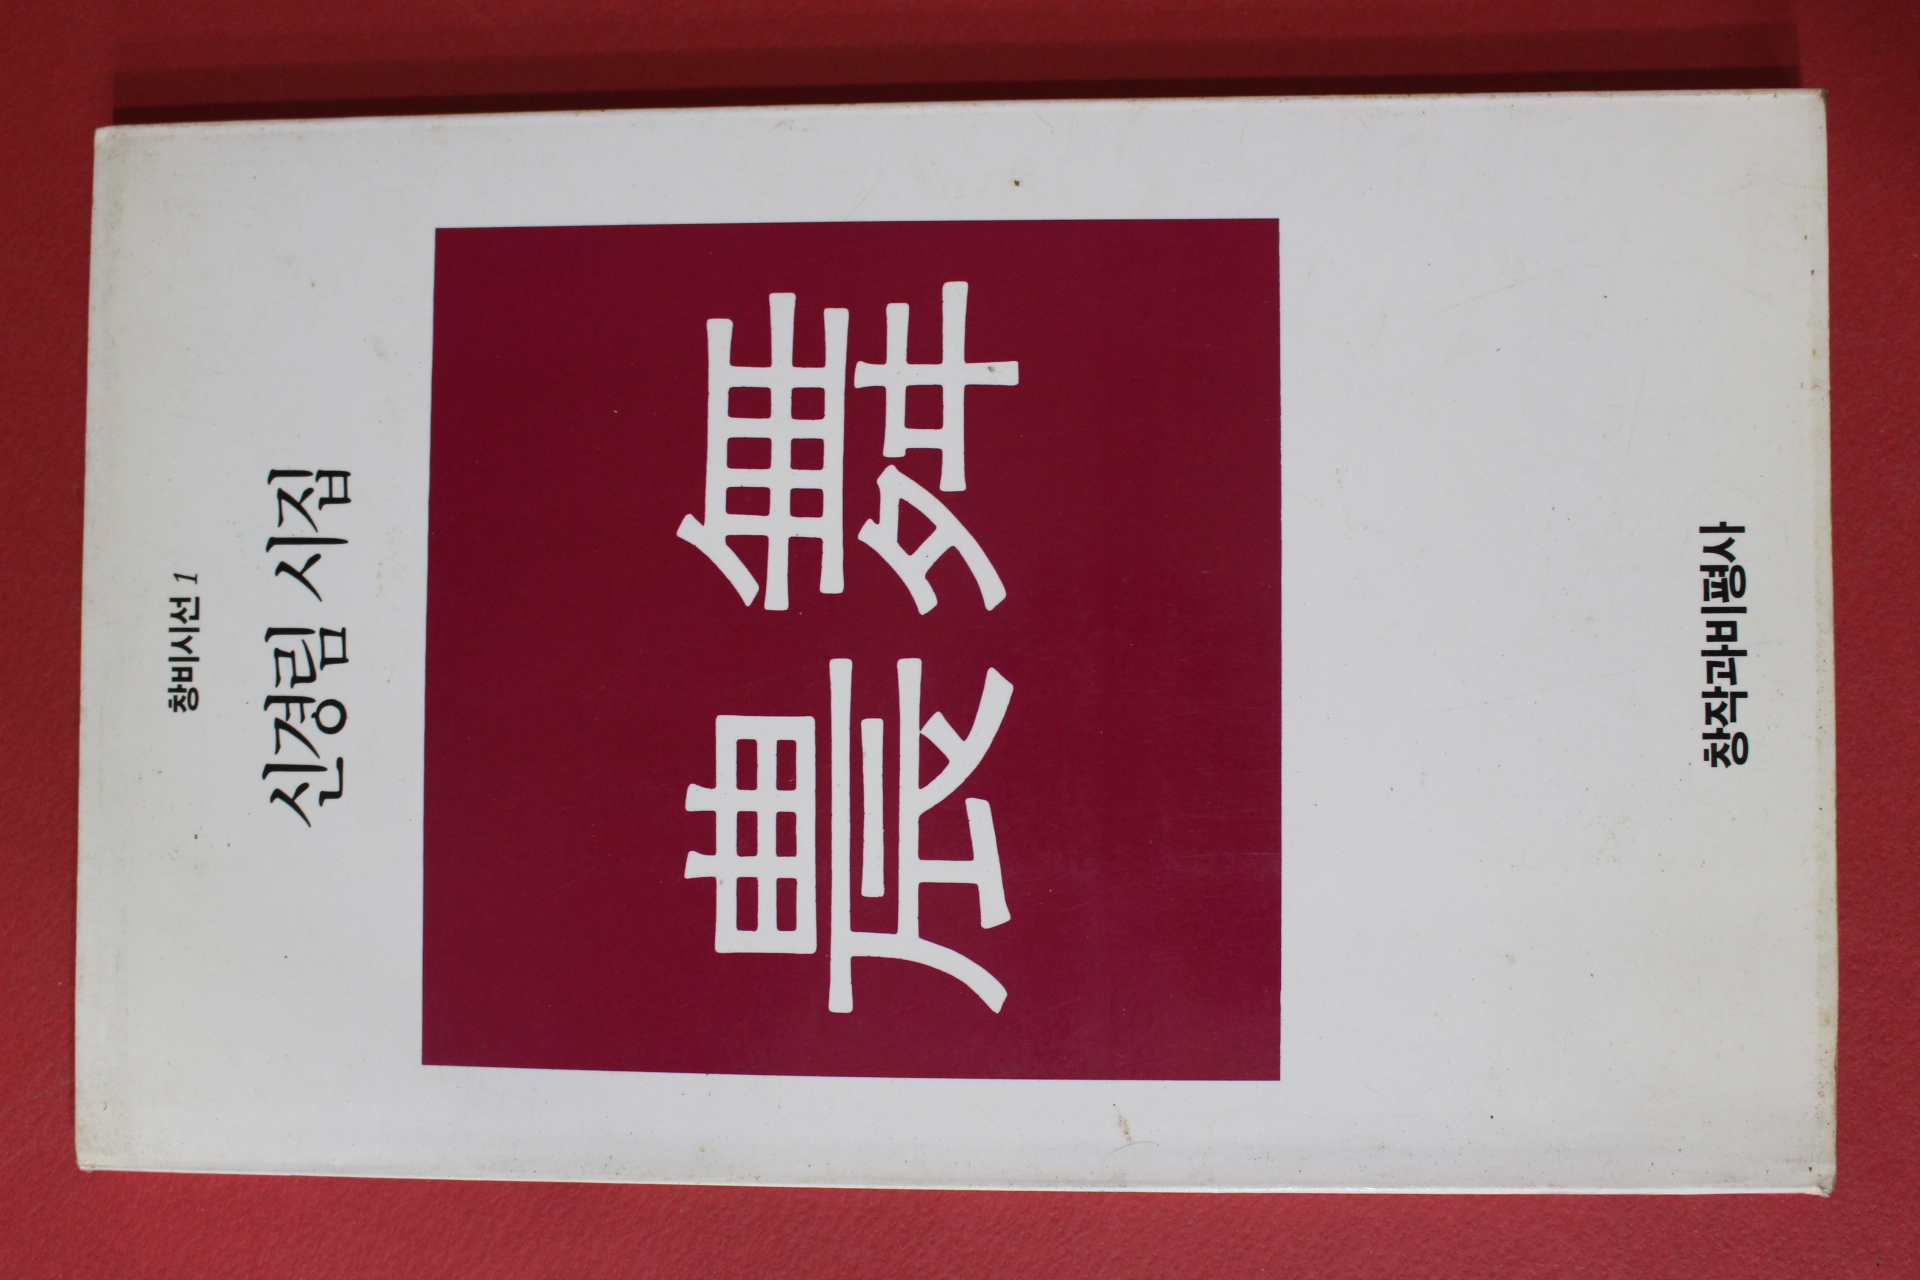 창비시선 1
신경림 시집
農舞
창작과비평사